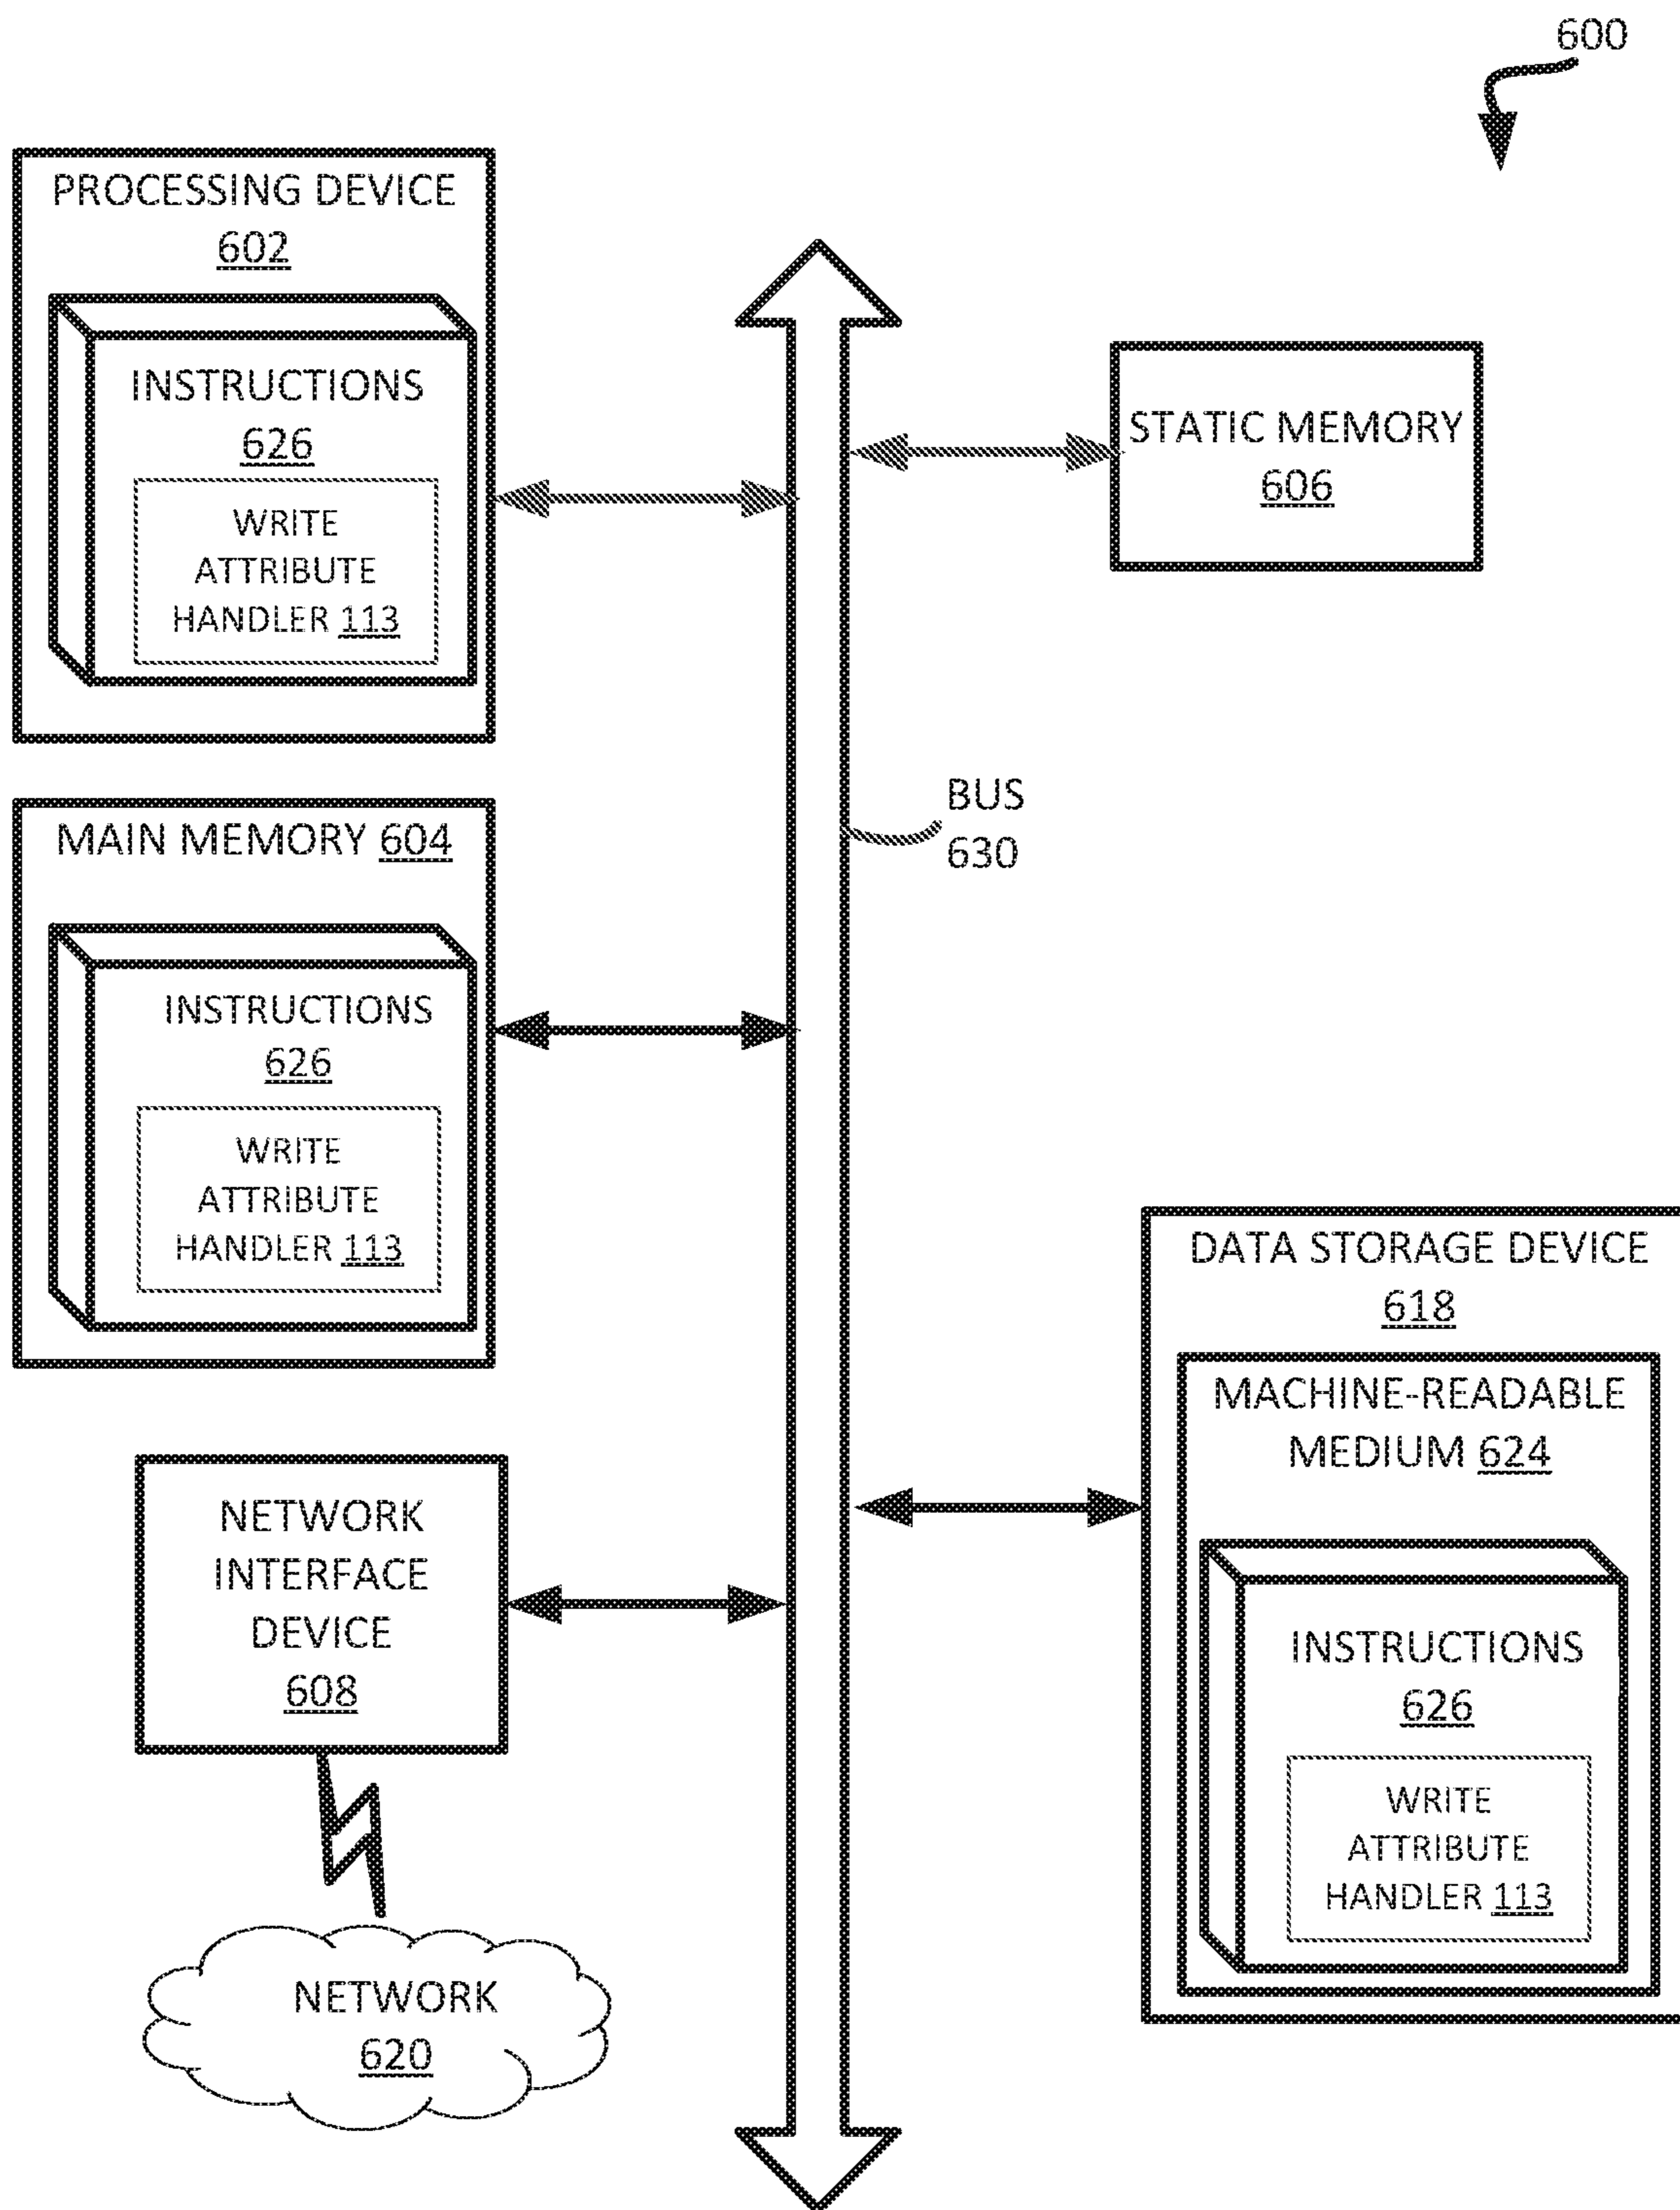 600
PROCESSING DEVICE
602
INSTRUCTIONS
626
WRITE
ATTRIBUTE
HANDLER 113
STATIC MEMORY
606
BUS
630
MAIN MEMORY 604
INSTRUCTIONS
626
WRITE
ATTRIBUTE
HANDLER 113
DATA STORAGE DEVICE
618
MACHINE-READABLE
MEDIUM 624
INSTRUCTIONS
626
WRITE
ATTRIBUTE
HANDLER 113
NETWORK
INTERFACE
DEVICE
608
NETWORK
620